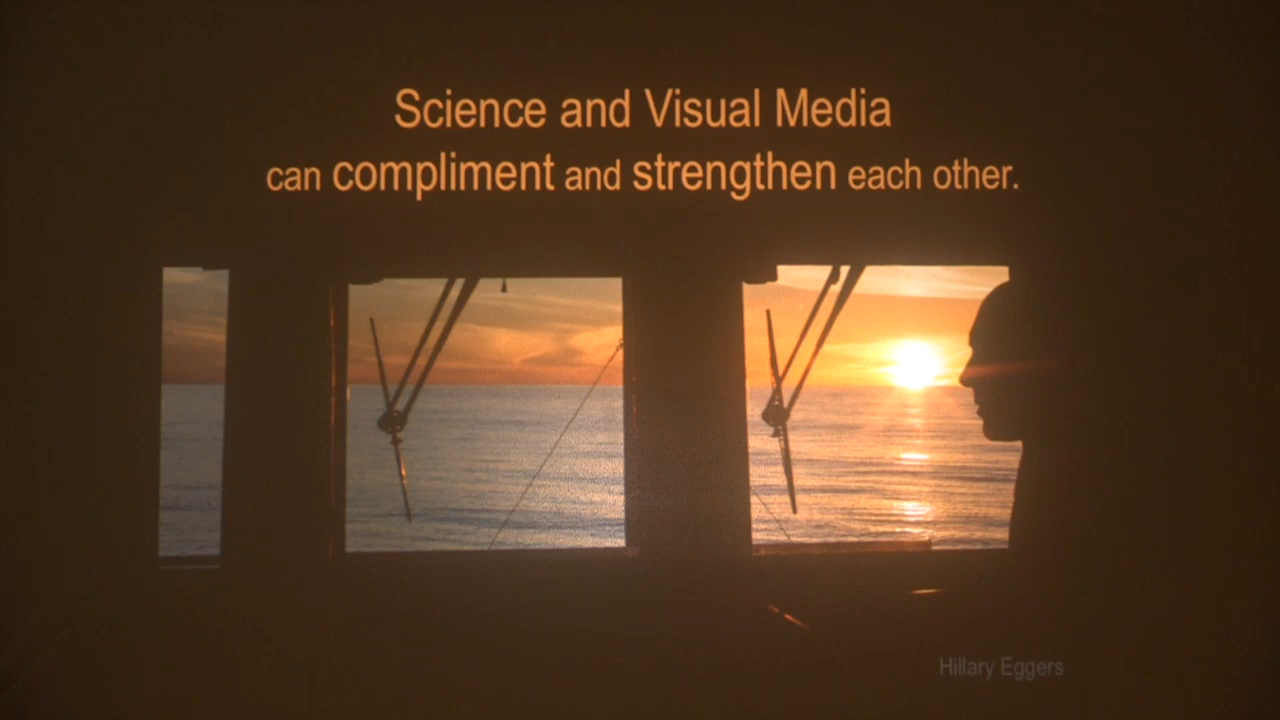 Science and Visual Media
can compliment and strengthen each other.
Hillary Eggers